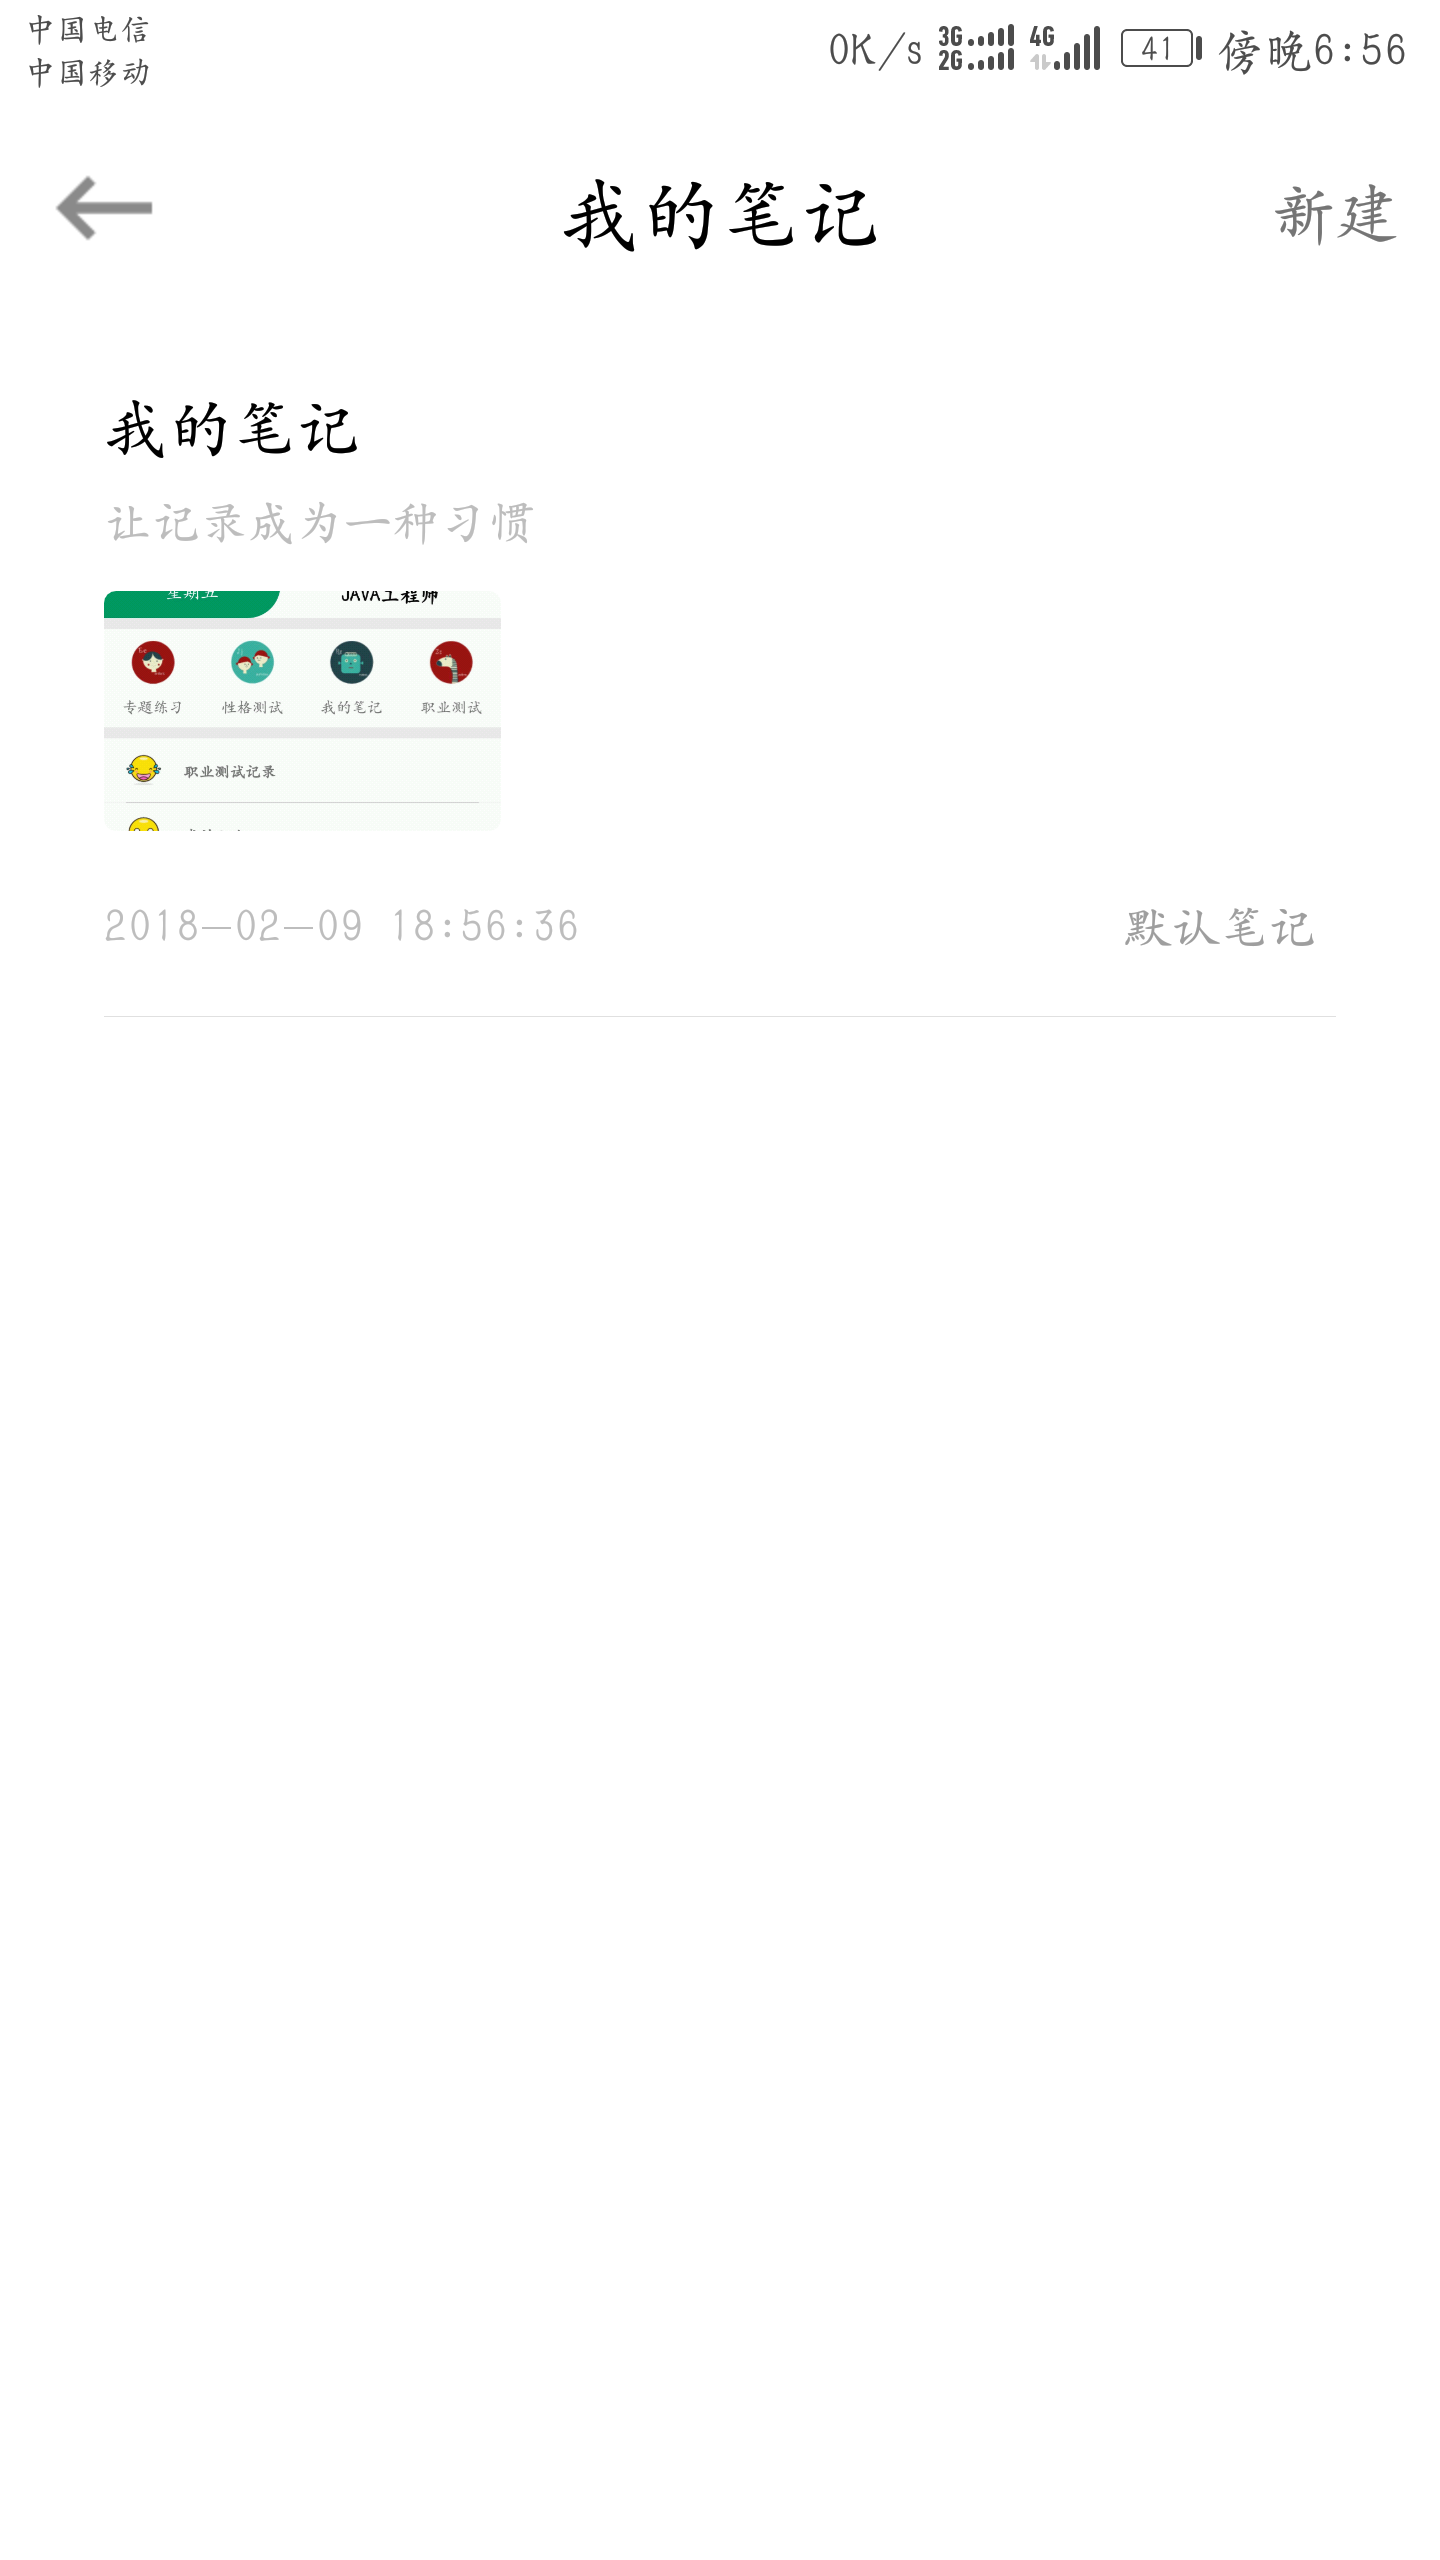 中国电信
中国移动
0K/s 3G 2G 4G 41 傍晚6:56
我的笔记
新建
我的笔记
让记录成为一种习惯
星期五
JAVA工程师
专题练习 性格测试 我的笔记 职业测试
职业测试记录
2018-02-09 18:56:36
默认笔记